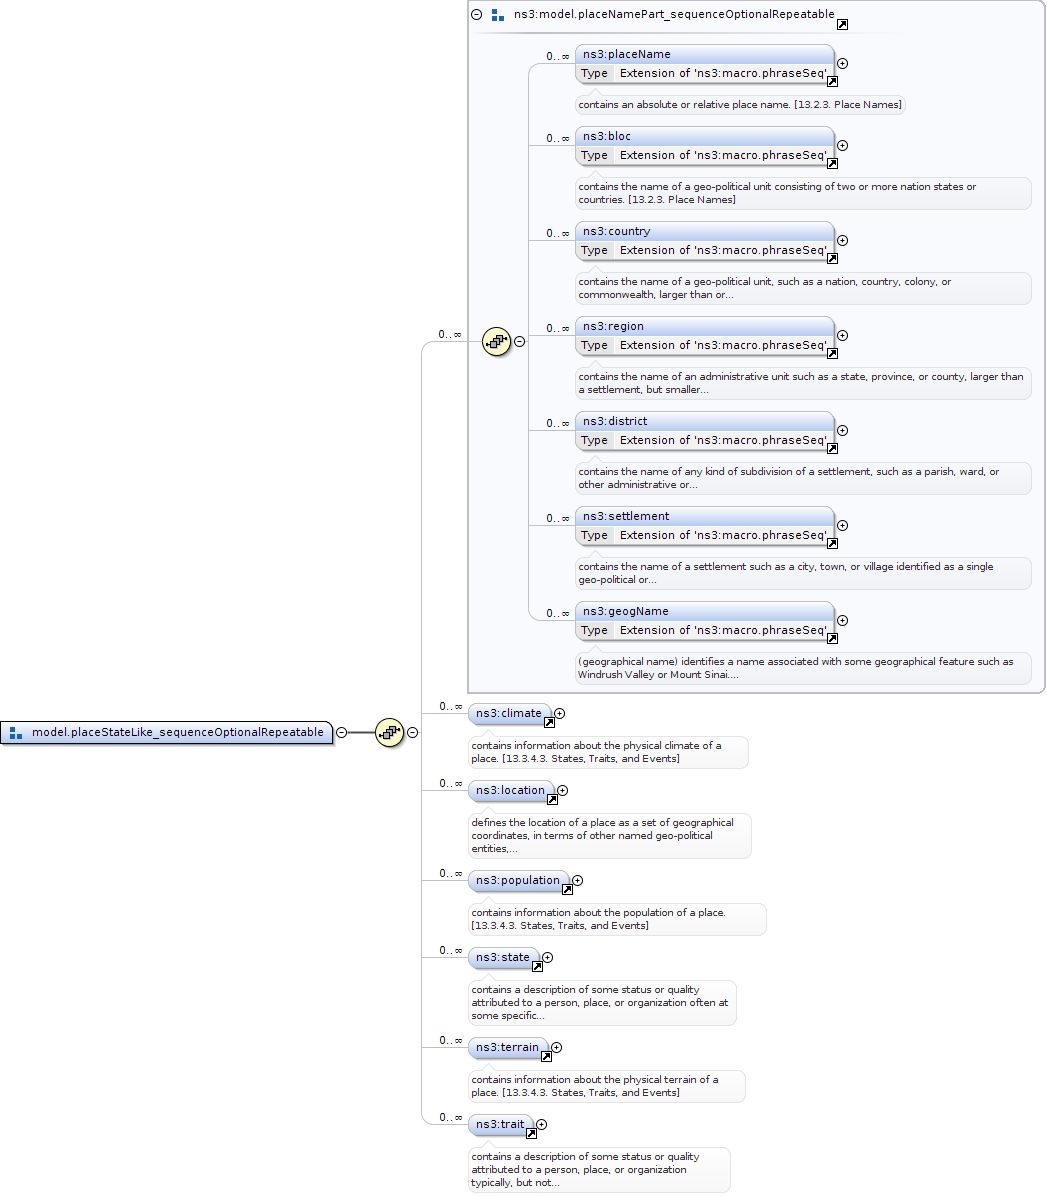 ns3:model.placeNamePart_sequenceOptionalRepeatable
0..∞
ns3:placeName
Type Extension of 'ns3:macro.phraseSeq'
contains an absolute or relative place name. [13.2.3. Place Names]
0..∞
ns3:bloc
Type Extension of 'ns3:macro.phraseSeq'
contains the name of a geo-political unit consisting of two or more nation states or
countries. [13.2.3. Place Names]
0..∞
ns3:country
Type Extension of 'ns3:macro.phraseSeq'
contains the name of a geo-political unit, such as a nation, country, colony, or
commonwealth, larger than or...
0..∞
0..∞
ns3:region
Type Extension of 'ns3:macro.phraseSeq'
contains the name of an administrative unit such as a state, province, or county, larger than
a settlement, but smaller...
0..∞
ns3:district
Type Extension of 'ns3:macro.phraseSeq'
contains the name of any kind of subdivision of a settlement, such as a parish, ward, or
other administrative or...
0..∞
ns3:settlement
Type Extension of 'ns3:macro.phraseSeq'
contains the name of a settlement such as a city, town, or village identified as a single
geo-political or...
0..∞
ns3:geogName
Type Extension of 'ns3:macro.phraseSeq'
(geographical name) identifies a name associated with some geographical feature such as
Windrush Valley or Mount Sinai....
model.placeStateLike_sequenceOptionalRepeatable
0..∞
ns3:climate
contains information about the physical climate of a
place. [13.3.4.3. States, Traits, and Events]
0..∞
ns3:location
defines the location of a place as a set of geographical
coordinates, in terms of other named geo-political
entities,...
0..∞
ns3:population
contains information about the population of a place.
[13.3.4.3. States, Traits, and Events]
0..∞
ns3:state
contains a description of some status or quality
attributed to a person, place, or organization often at
some specific...
0..∞
ns3:terrain
contains information about the physical terrain of a
place. [13.3.4.3. States, Traits, and Events]
0..∞
ns3:trait
contains a description of some status or quality
attributed to a person, place, or organization
typically, but not...